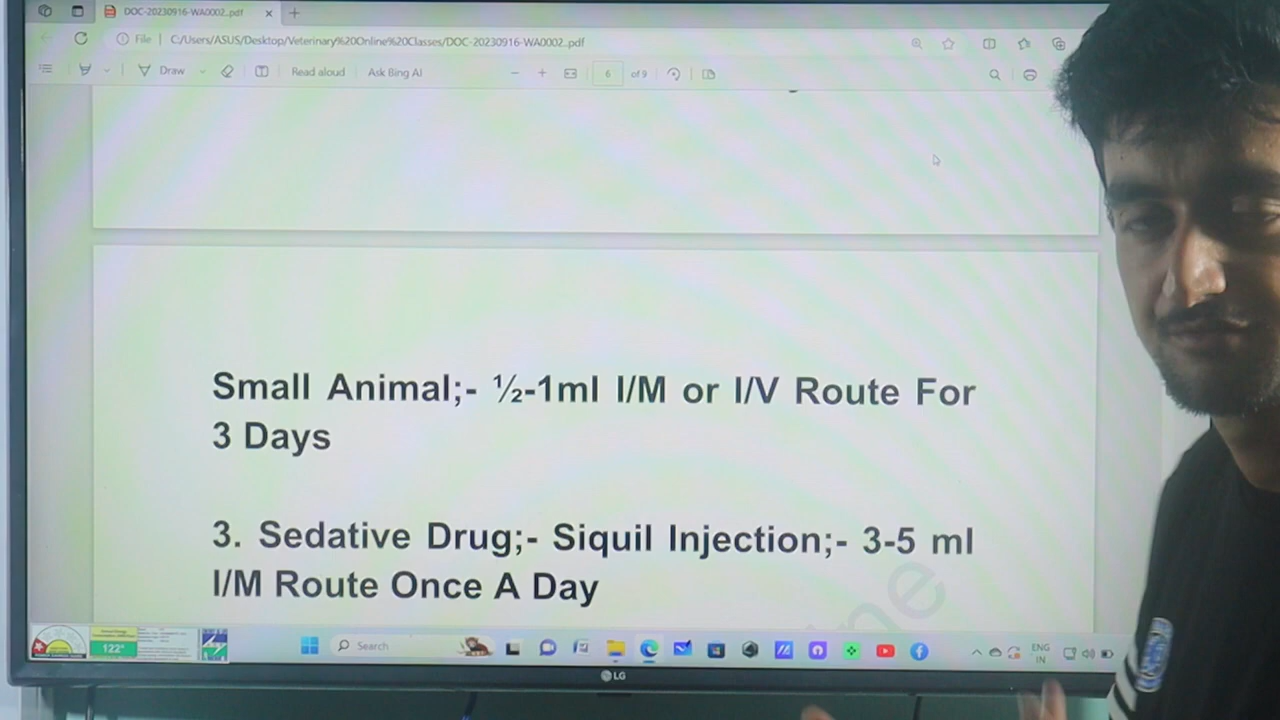 DOC-20230916-WA0002..pdf
File
C:/Users/ASUS/Desktop/Veterinary%20Online%20Classes/DOC-20230916-WA0002..pdf
Draw
Read aloud
Ask Bing AI
6 of 9
Small Animal;- ½-1ml I/M or I/V Route For
3 Days
3. Sedative Drug;- Siquil Injection;- 3-5 ml
I/M Route Once A Day
ne
122*
Search
ENG
IN
LG